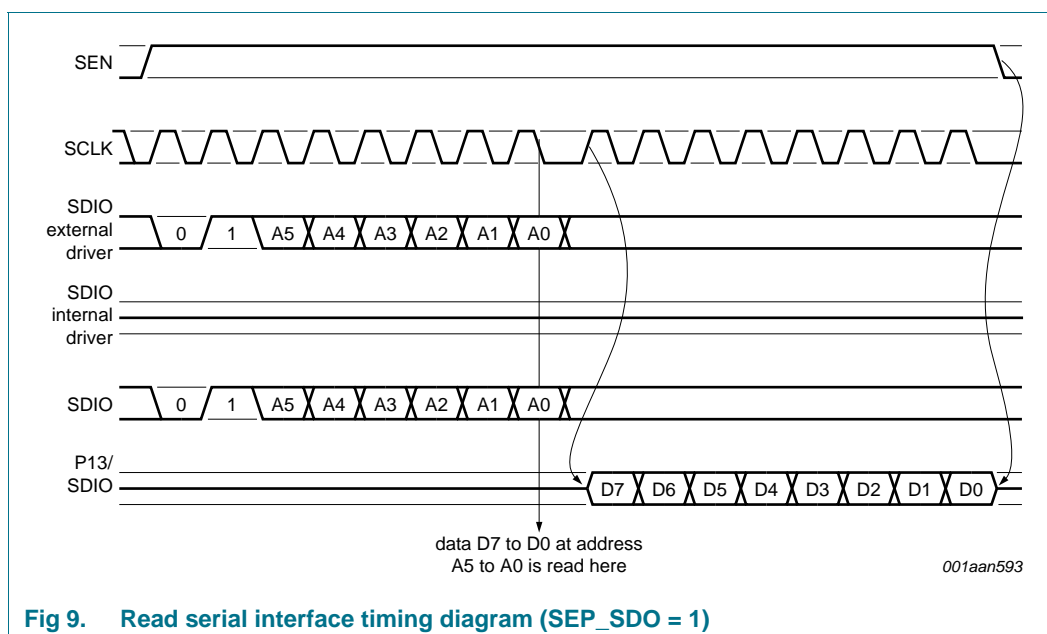 SEN
SCLK
SDIO
external
driver
0 1 A5 A4 A3 A2 A1 A0
SDIO
internal
driver
SDIO
0 1 A5 A4 A3 A2 A1 A0
P13/
SDIO
D7 D6 D5 D4 D3 D2 D1 D0
data D7 to D0 at address
A5 to A0 is read here
001aan593
Fig 9. Read serial interface timing diagram (SEP_SDO = 1)